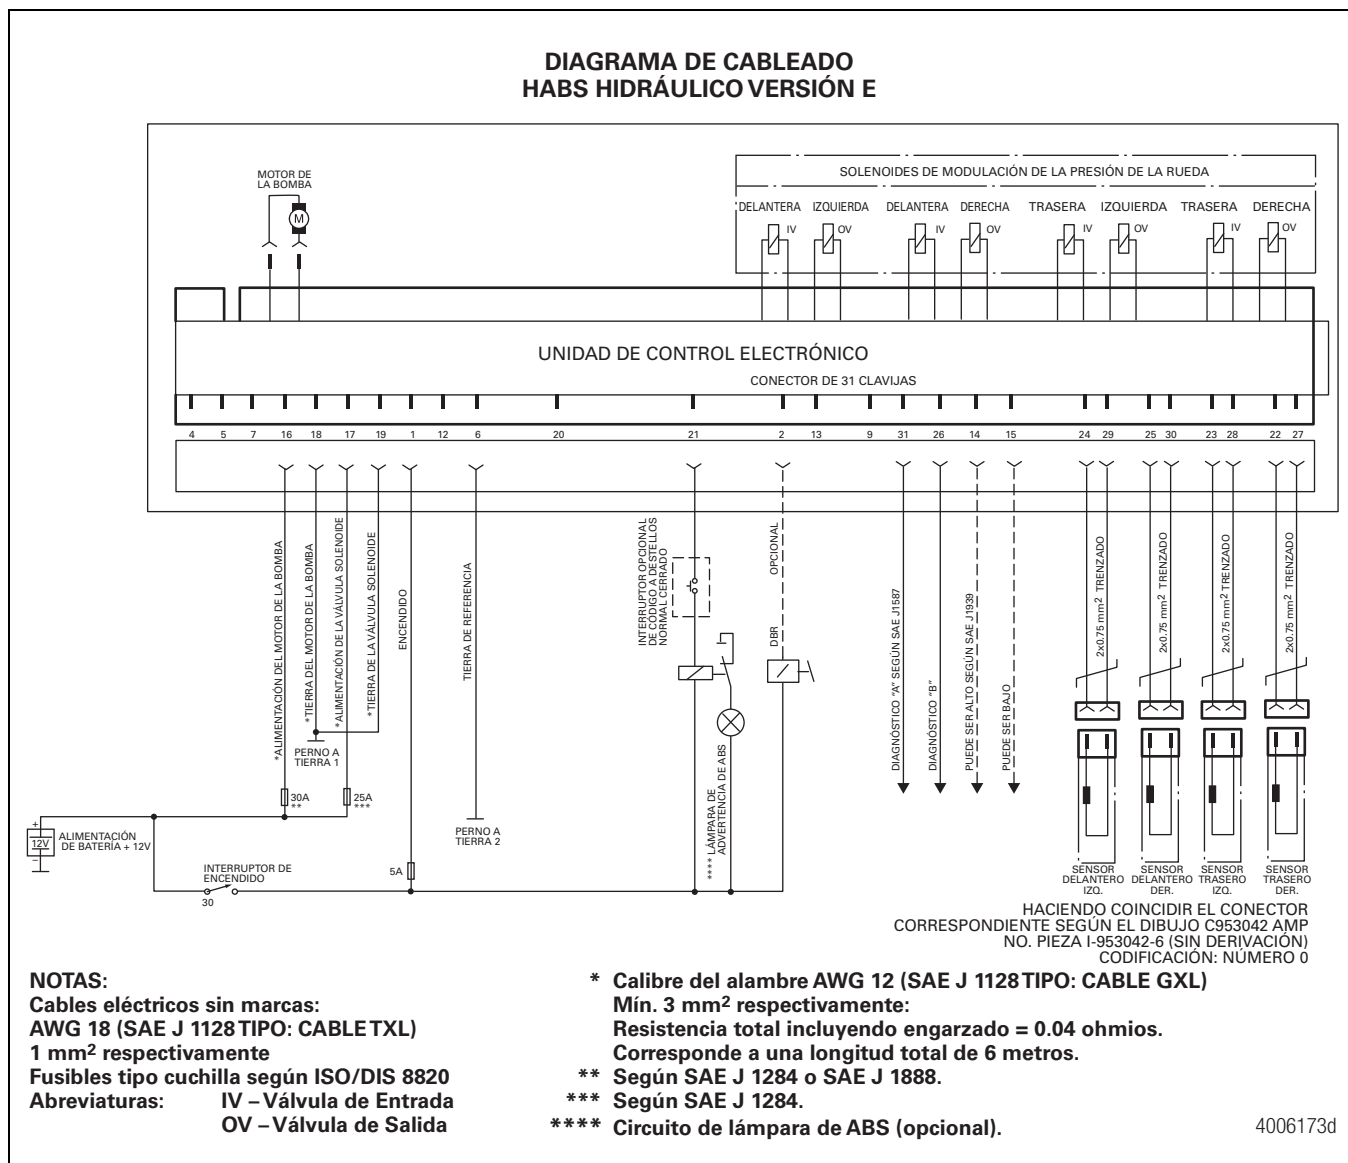 DIAGRAMA DE CABLEADO
HABS HIDRÁULICO VERSIÓN E
MOTOR DE
LA BOMBA
M
SOLENOIDES DE MODULACIÓN DE LA PRESIÓN DE LA RUEDA
DELANTERA IZQUIERDA DELANTERA DERECHA TRASERA IZQUIERDA TRASERA DERECHA
IV OV IV OV IV OV IV OV
UNIDAD DE CONTROL ELECTRÓNICO
CONECTOR DE 31 CLAVIJAS
4 5 7 16 18 17 19 1 12 6 20 21 2 13 9 31 26 14 15 24 29 25 30 23 28 22 27
*ALIMENTACIÓN DEL MOTOR DE LA BOMBA
*TIERRA DEL MOTOR DE LA BOMBA
*ALIMENTACIÓN DE LA VÁLVULA SOLENOIDE
*TIERRA DE LA VÁLVULA SOLENOIDE
ENCENDIDO
TIERRA DE REFERENCIA
INTERRUPTOR OPCIONAL
DE CÓDIGO A DESTELLOS
NORMAL CERRADO
OPCIONAL
DBR
**** LÁMPARA DE
ADVERTENCIA DE ABS
DIAGNÓSTICO "A" SEGÚN SAE J1587
DIAGNÓSTICO "B"
PUEDE SER ALTO SEGÚN SAE J1939
PUEDE SER BAJO
2x0.75 mm² TRENZADO
2x0.75 mm² TRENZADO
2x0.75 mm² TRENZADO
2x0.75 mm² TRENZADO
PERNO A
TIERRA 1
30A
**
25A
***
+
12V
–
ALIMENTACIÓN
DE BATERÍA + 12V
INTERRUPTOR DE
ENCENDIDO
30
5A
PERNO A
TIERRA 2
SENSOR
DELANTERO
IZQ.
SENSOR
DELANTERO
DER.
SENSOR
TRASERO
IZQ.
SENSOR
TRASERO
DER.
HACIENDO COINCIDIR EL CONECTOR
CORRESPONDIENTE SEGÚN EL DIBUJO C953042 AMP
NO. PIEZA I-953042-6 (SIN DERIVACIÓN)
CODIFICACIÓN: NÚMERO 0
NOTAS:
Cables eléctricos sin marcas:
AWG 18 (SAE J 1128 TIPO: CABLE TXL)
1 mm² respectivamente
Fusibles tipo cuchilla según ISO/DIS 8820
Abreviaturas: IV – Válvula de Entrada
OV – Válvula de Salida
* Calibre del alambre AWG 12 (SAE J 1128 TIPO: CABLE GXL)
Mín. 3 mm² respectivamente:
Resistencia total incluyendo engarzado = 0.04 ohmios.
Corresponde a una longitud total de 6 metros.
** Según SAE J 1284 o SAE J 1888.
*** Según SAE J 1284.
**** Circuito de lámpara de ABS (opcional).
4006173d